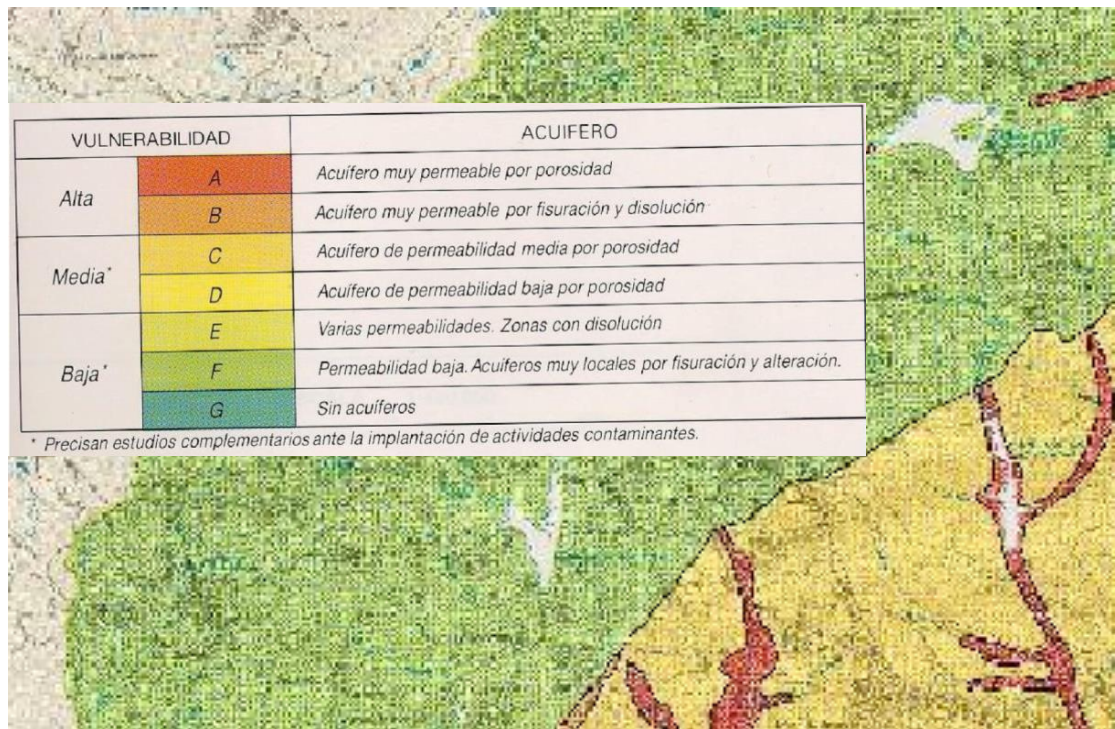 VULNERABILIDAD ACUIFERO
Alta A Acuífero muy permeable por porosidad
B Acuífero muy permeable por fisuración y disolución
Media* C Acuífero de permeabilidad media por porosidad
D Acuífero de permeabilidad baja por porosidad
Baja* E Varias permeabilidades. Zonas con disolución
F Permeabilidad baja. Acuíferos muy locales por fisuración y alteración.
G Sin acuíferos
* Precisan estudios complementarios ante la implantación de actividades contaminantes.